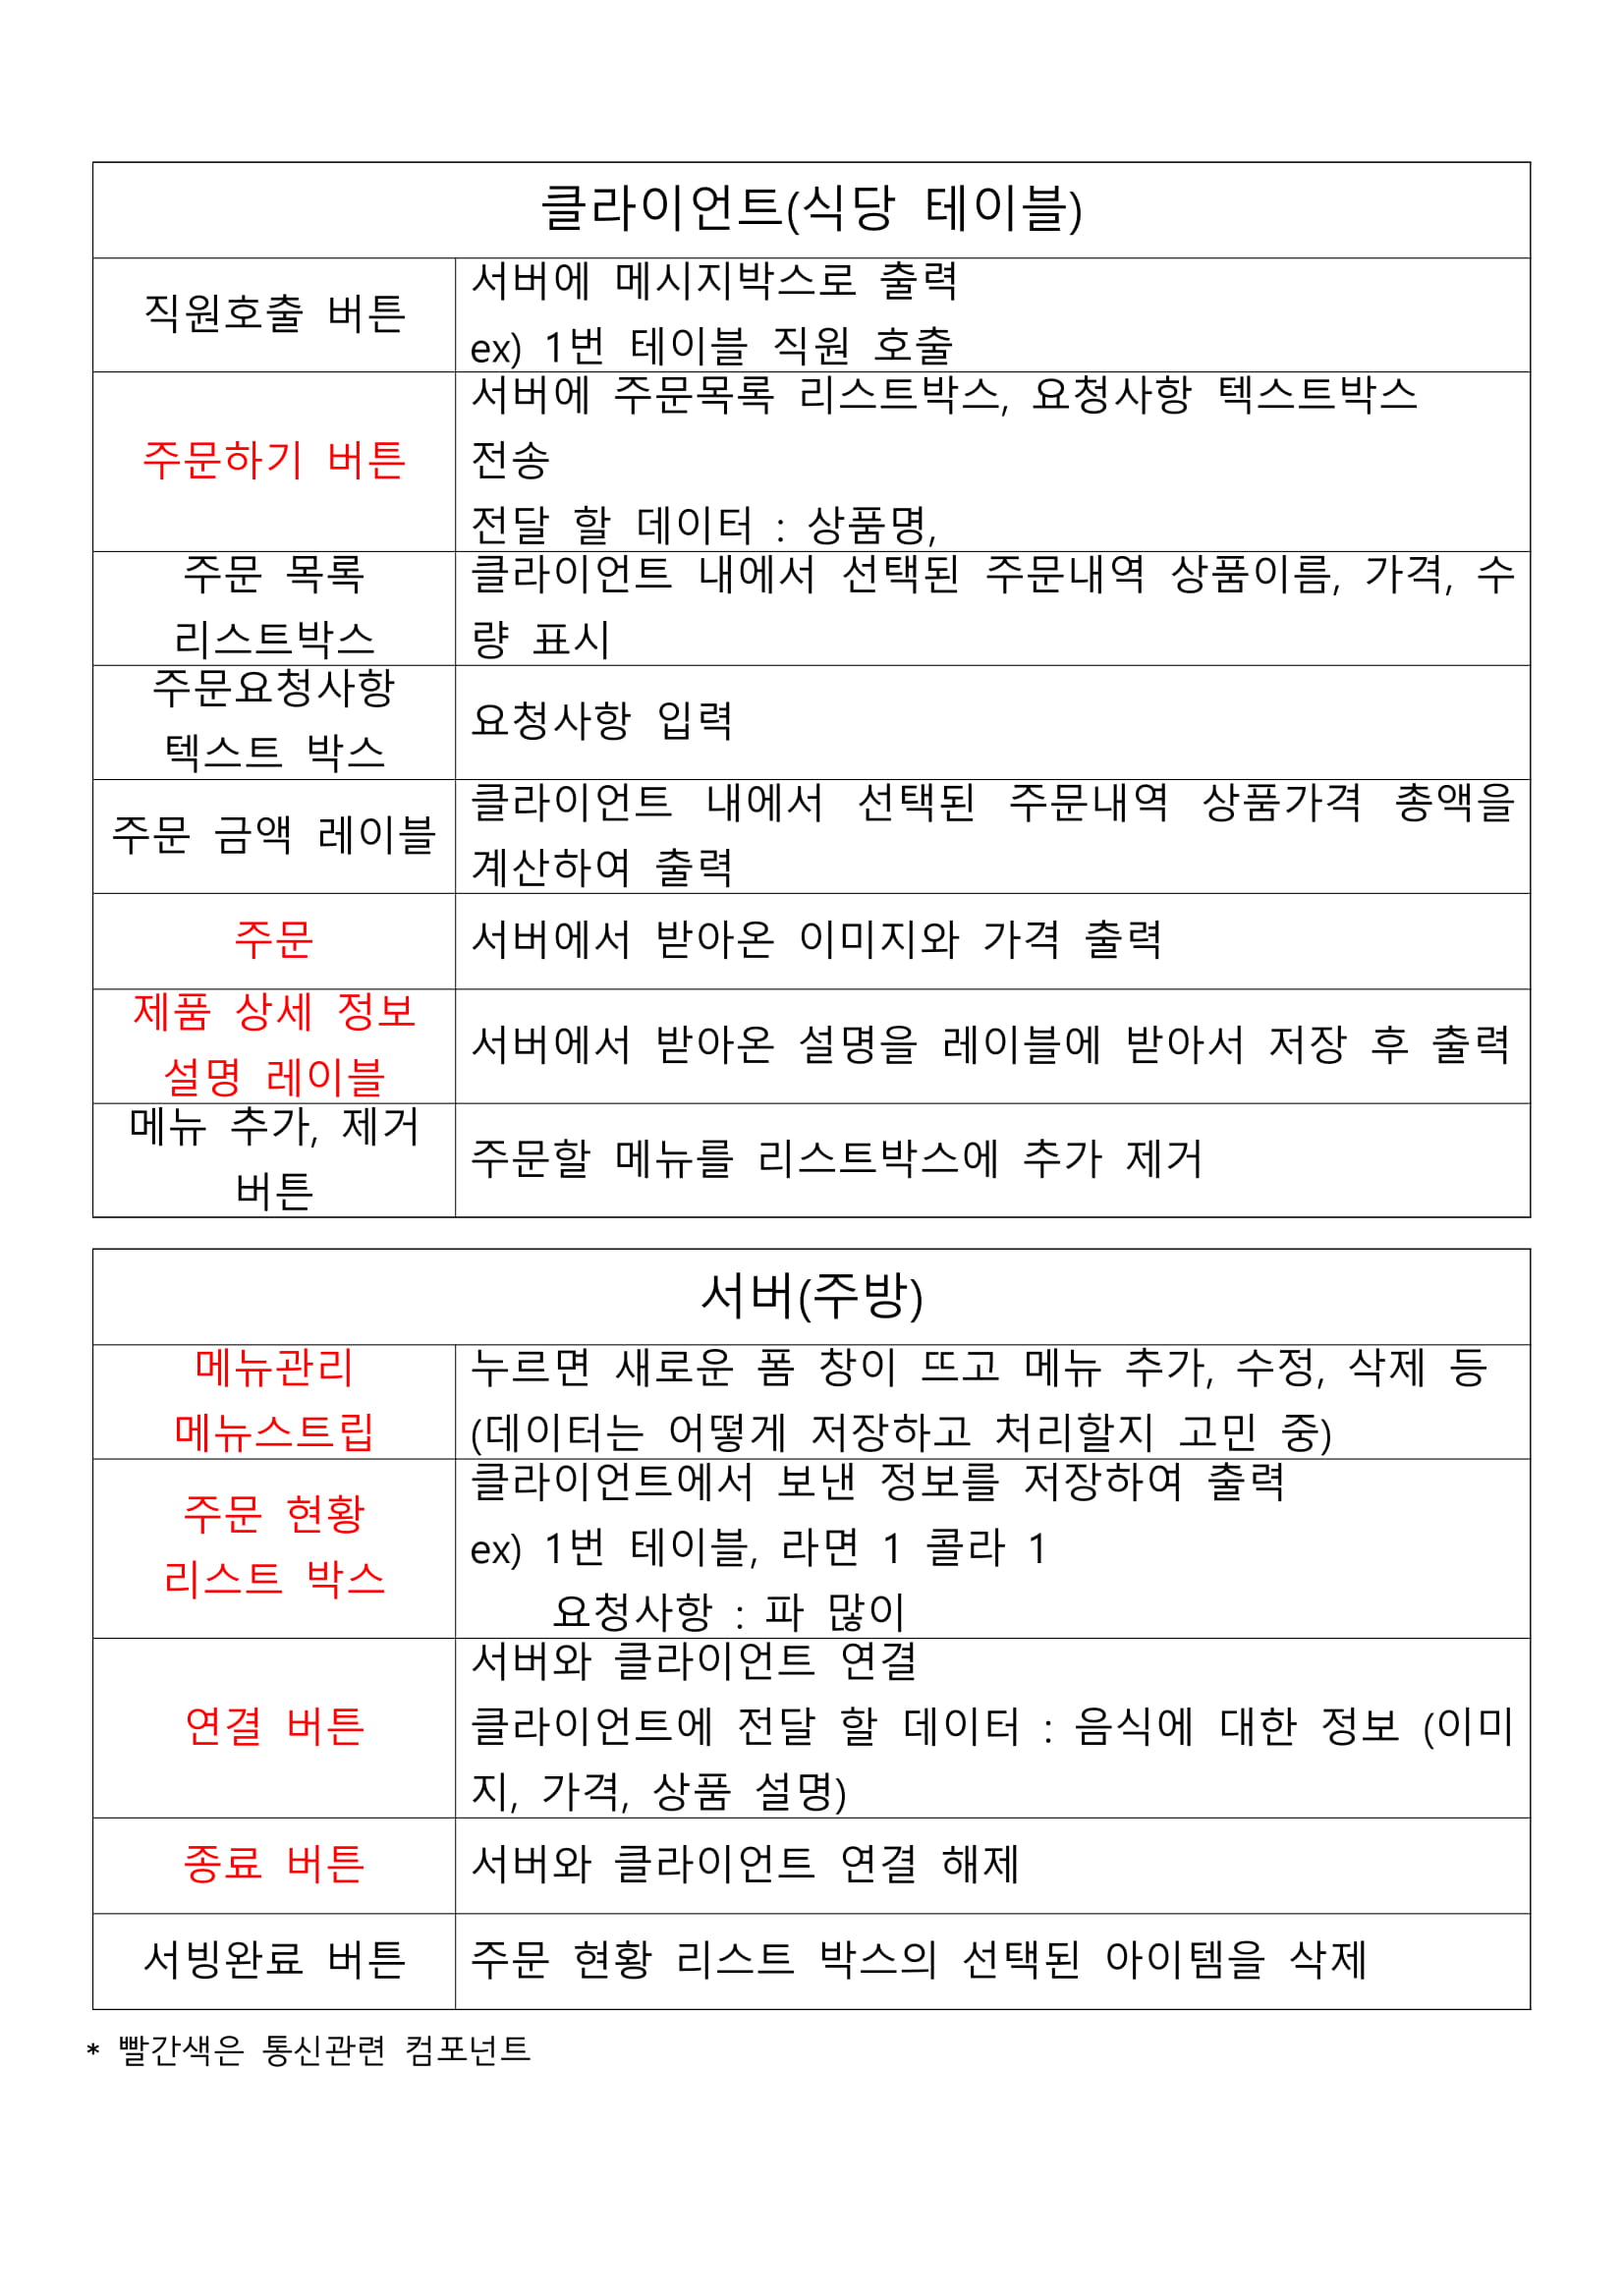 클라이언트(식당 테이블)
직원호출 버튼
서버에 메시지박스로 출력
ex) 1번 테이블 직원 호출
주문하기 버튼
서버에 주문목록 리스트박스, 요청사항 텍스트박스
전송
전달 할 데이터 : 상품명,
주문 목록
리스트박스
클라이언트 내에서 선택된 주문내역 상품이름, 가격, 수
량 표시
주문요청사항
텍스트 박스
요청사항 입력
주문 금액 레이블
클라이언트 내에서 선택된 주문내역 상품가격 총액을
계산하여 출력
주문
서버에서 받아온 이미지와 가격 출력
제품 상세 정보
설명 레이블
서버에서 받아온 설명을 레이블에 받아서 저장 후 출력
메뉴 추가, 제거
버튼
주문할 메뉴를 리스트박스에 추가 제거
서버(주방)
메뉴관리
메뉴스트립
누르면 새로운 폼 창이 뜨고 메뉴 추가, 수정, 삭제 등
(데이터는 어떻게 저장하고 처리할지 고민 중)
주문 현황
리스트 박스
클라이언트에서 보낸 정보를 저장하여 출력
ex) 1번 테이블, 라면 1 콜라 1
요청사항 : 파 많이
연결 버튼
서버와 클라이언트 연결
클라이언트에 전달 할 데이터 : 음식에 대한 정보 (이미
지, 가격, 상품 설명)
종료 버튼
서버와 클라이언트 연결 해제
서빙완료 버튼
주문 현황 리스트 박스의 선택된 아이템을 삭제
* 빨간색은 통신관련 컴포넌트